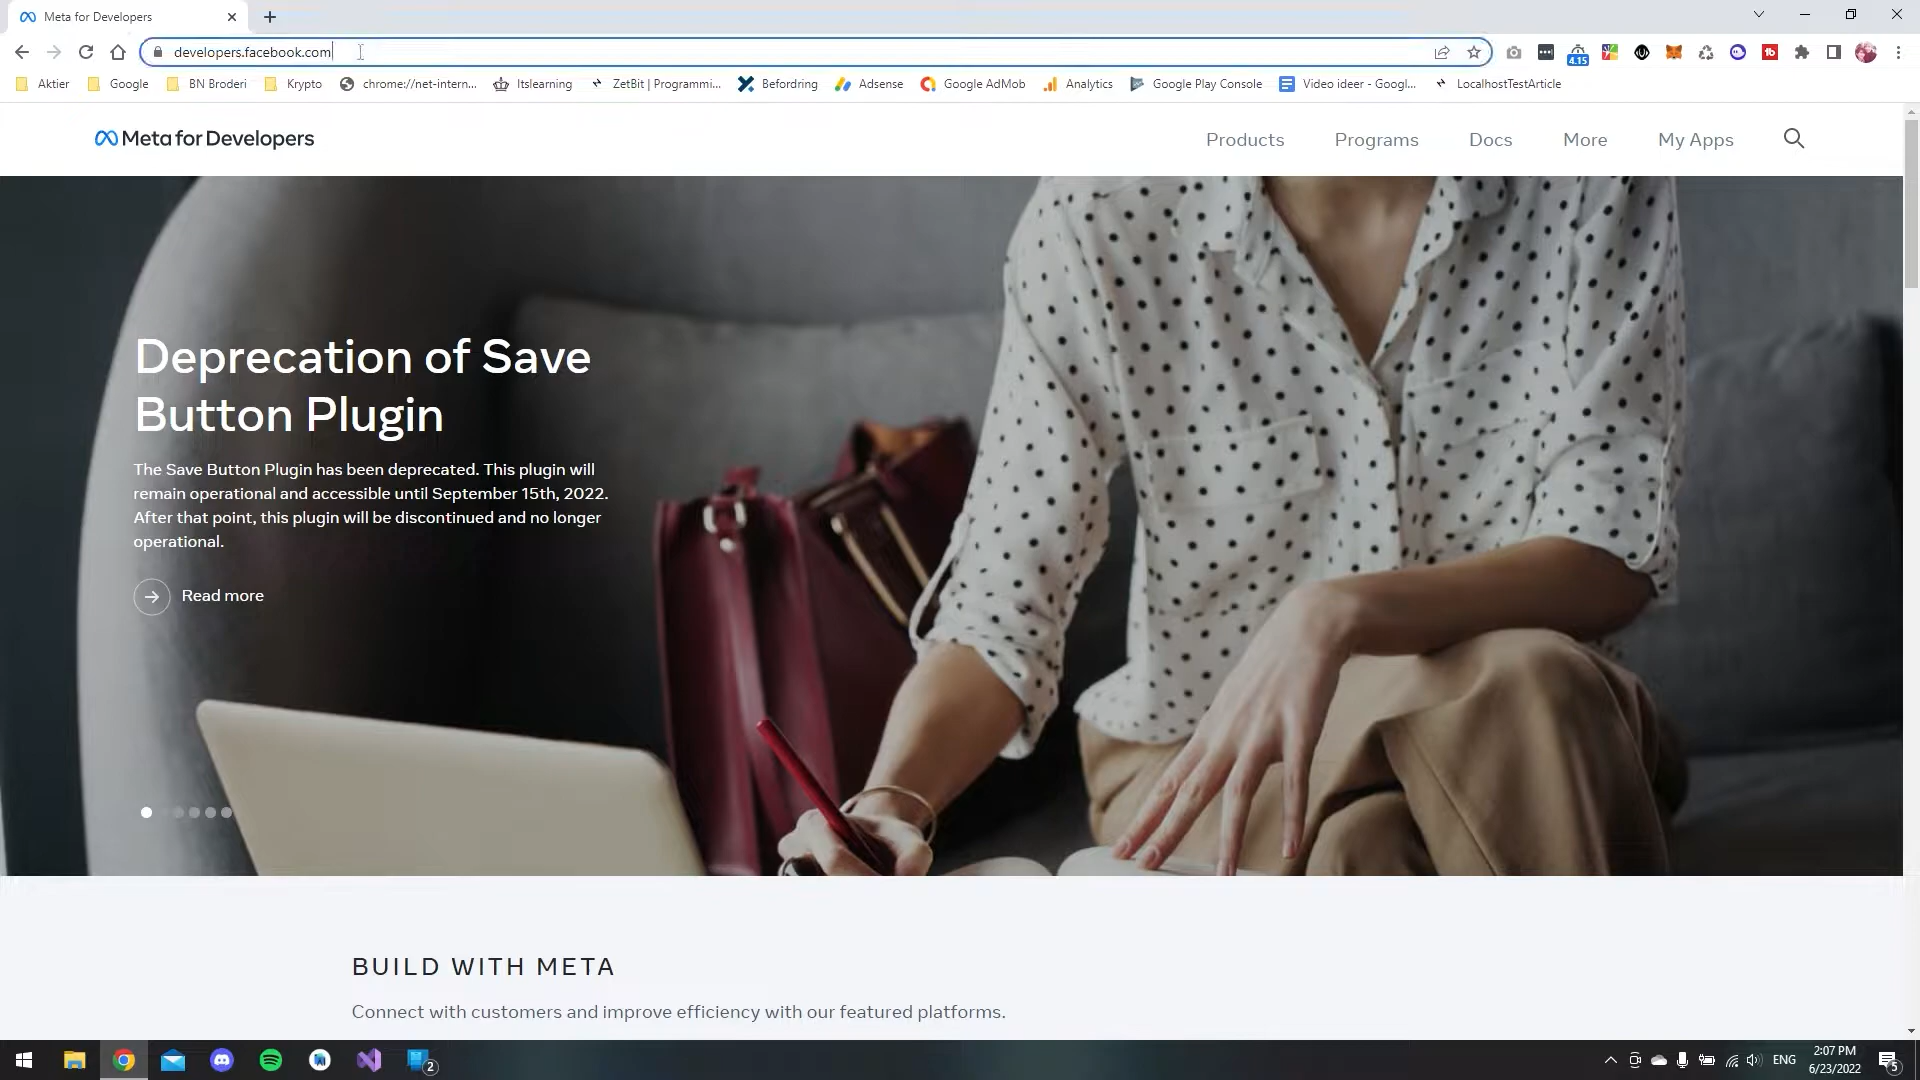 Meta for Developers
developers.facebook.com
4.15
Aktier
Google
BN Broderi
Krypto
chrome://net-intern...
Itslearning
ZetBit | Programmi...
Befordring
Adsense
Google AdMob
Analytics
Google Play Console
Video ideer - Googl...
LocalhostTestArticle
Meta for Developers
Products
Programs
Docs
More
My Apps
Deprecation of Save
Button Plugin
The Save Button Plugin has been deprecated. This plugin will
remain operational and accessible until September 15th, 2022.
After that point, this plugin will be discontinued and no longer
operational.
Read more
BUILD WITH META
Connect with customers and improve efficiency with our featured platforms.
2
ENG
2:07 PM
6/23/2022
5